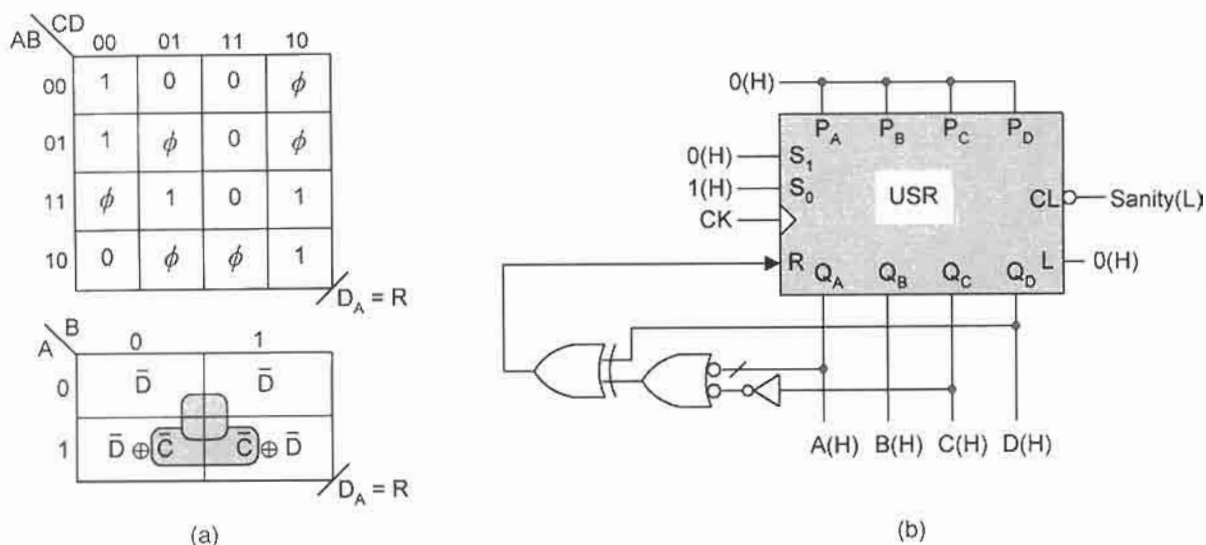 CD
AB 00 01 11 10
00 1 0 0 ϕ
01 1 ϕ 0 ϕ
11 ϕ 1 0 1
10 0 ϕ ϕ 1
D_A = R
B
A 0 1
0 D̄ D̄
1 D̄ ⊕ C̄ C̄ ⊕ D̄
D_A = R
(a)
0(H)
P_A P_B P_C P_D
0(H) S_1
1(H) S_0
USR
CK
CL Sanity(L)
R Q_A Q_B Q_C Q_D L 0(H)
A(H) B(H) C(H) D(H)
(b)